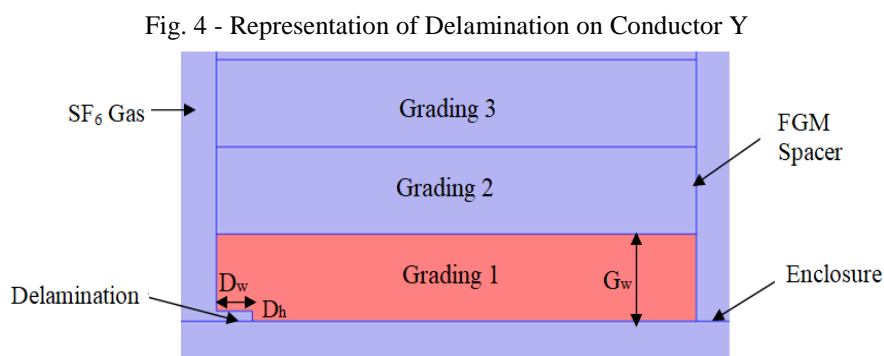 Fig. 4 - Representation of Delamination on Conductor Y
SF₆ Gas
Grading 3
FGM
Spacer
Grading 2
Grading 1
Dw
Gw
Enclosure
Delamination
Dh